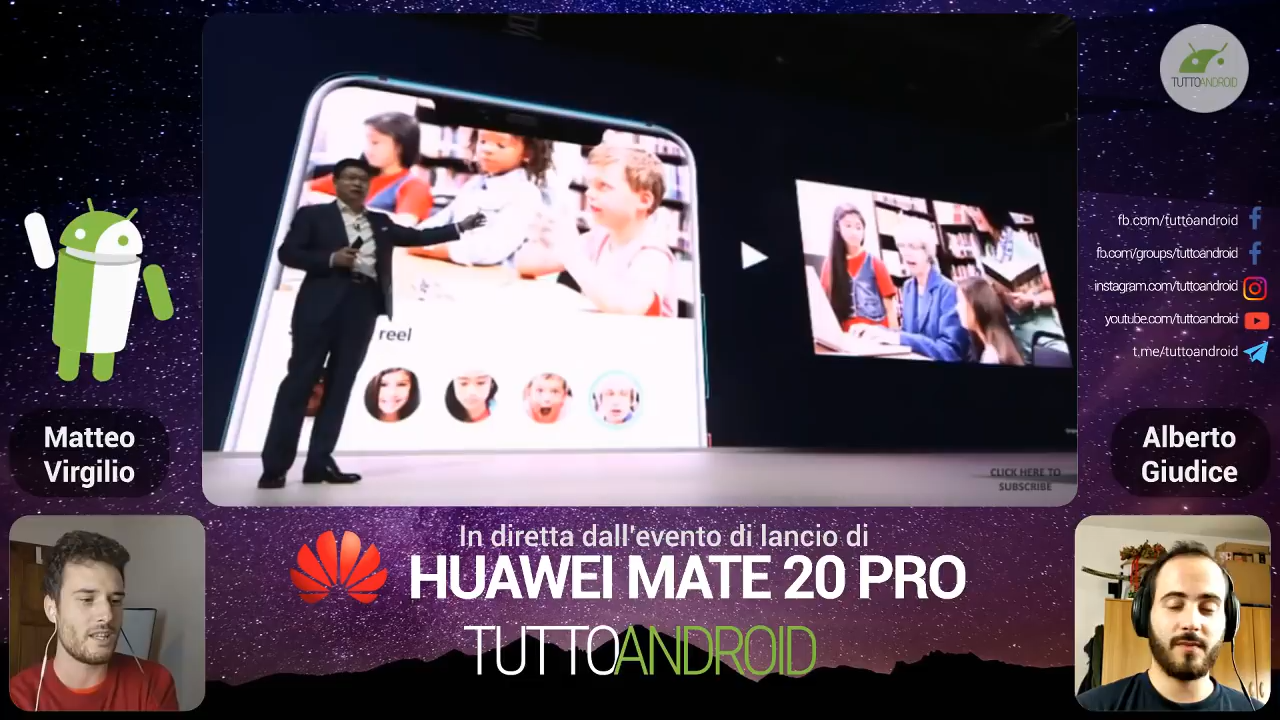 TUTTOANDROID
reel
fb.com/tuttoandroid
fb.com/groups/tuttoandroid
instagram.com/tuttoandroid
youtube.com/tuttoandroid
t.me/tuttoandroid
Matteo
Virgilio
Alberto
Giudice
CLICK HERE TO
SUBSCRIBE
In diretta dall'evento di lancio di
HUAWEI MATE 20 PRO
TUTTOANDROID